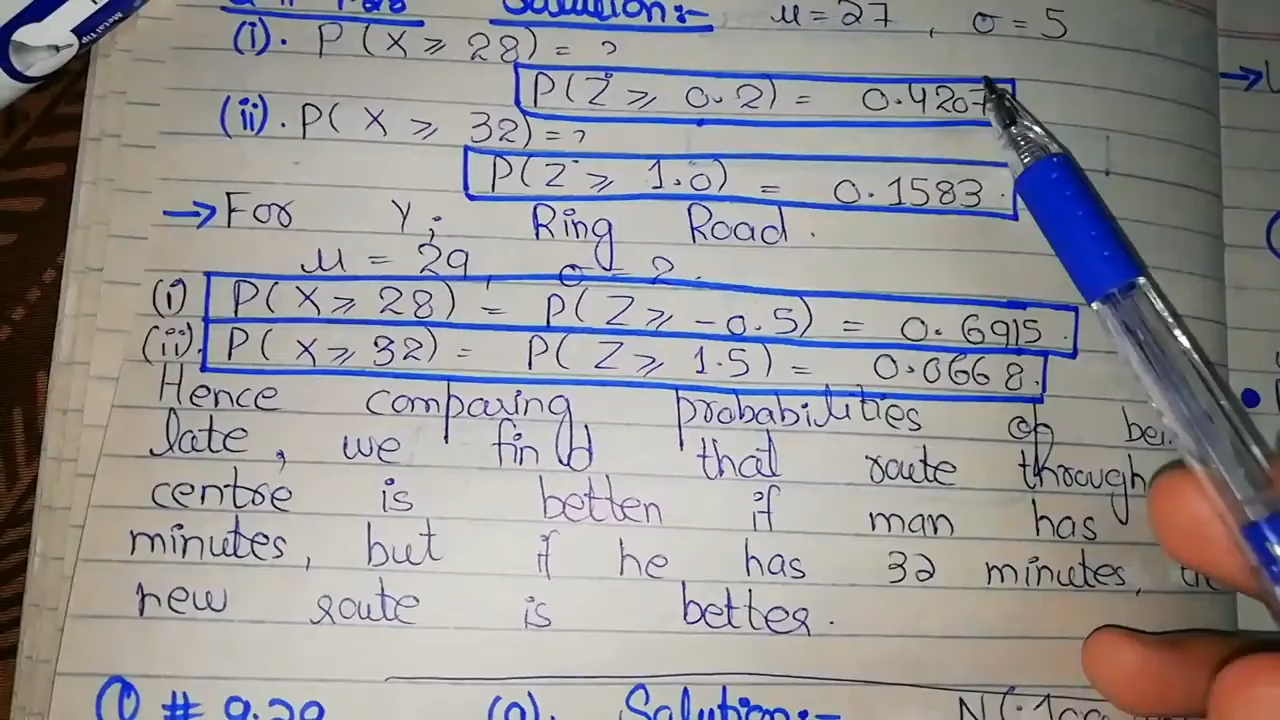 Solution:- μ = 27 , σ = 5
(i). P(X ≥ 28) = ?
P(Z ≥ 0.2) = 0.4207
(ii). P(X ≥ 32) = ?
P(Z ≥ 1.0) = 0.1583.
→ For Y; Ring Road.
μ = 29, σ = 2.
(i) P(X ≥ 28) = P(Z ≥ -0.5) = 0.6915.
(ii). P(X ≥ 32) = P(Z ≥ 1.5) = 0.0668.
Hence comparing probabilities of bei
late, we find that route through
centre is better if man has
minutes, but if he has 32 minutes,
new route is better.
Q # 9.20 (a). Solution:-